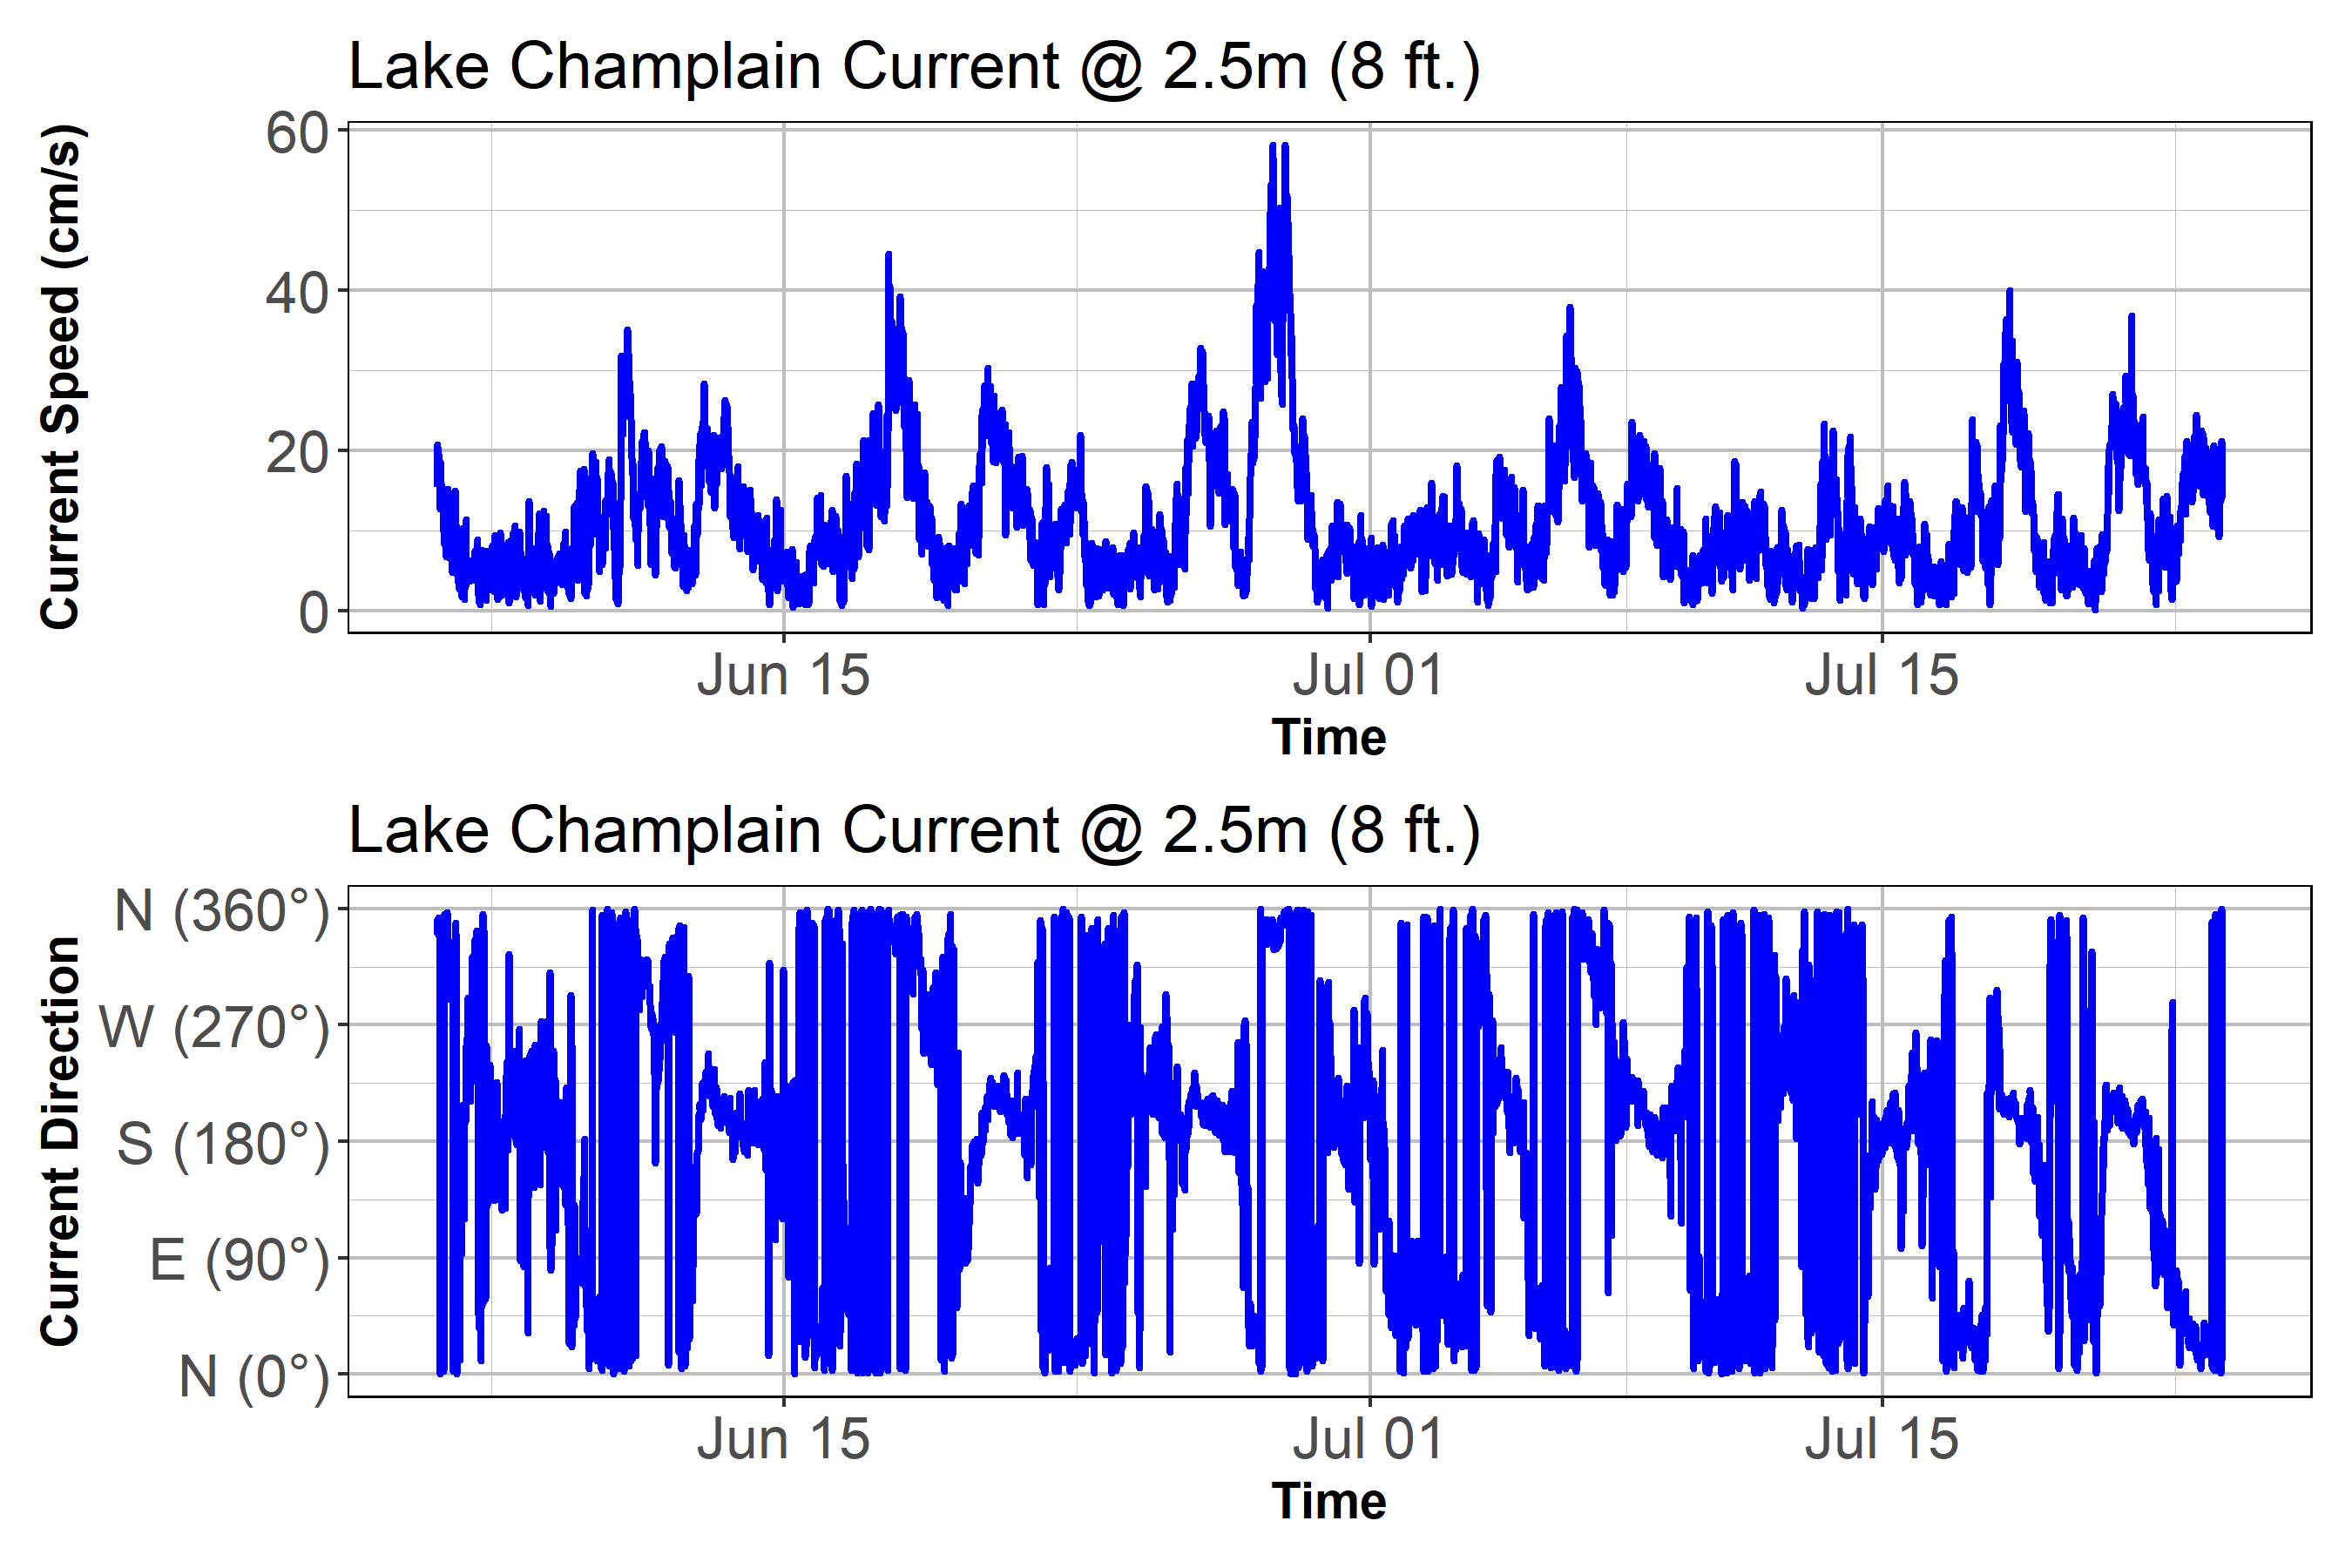 Lake Champlain Current @ 2.5m (8 ft.)
Current Speed (cm/s)
60
40
20
0
Jun 15
Jul 01
Jul 15
Time
Lake Champlain Current @ 2.5m (8 ft.)
Current Direction
N (360°)
W (270°)
S (180°)
E (90°)
N (0°)
Jun 15
Jul 01
Jul 15
Time